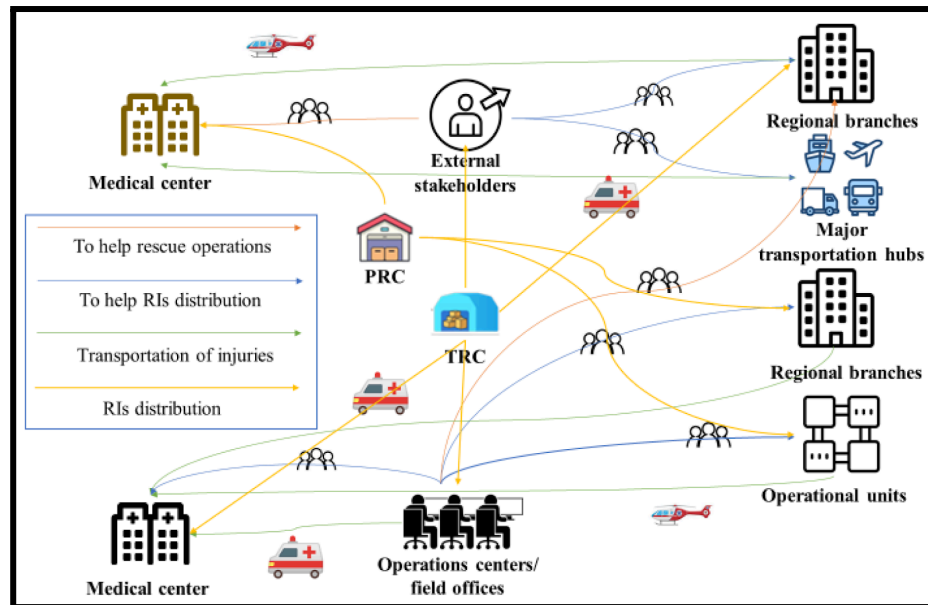 Regional branches
Medical center
External
stakeholders
Major
transportation hubs
To help rescue operations
To help RIs distribution
Transportation of injuries
RIs distribution
PRC
TRC
Regional branches
Operational units
Medical center
Operations centers/
field offices